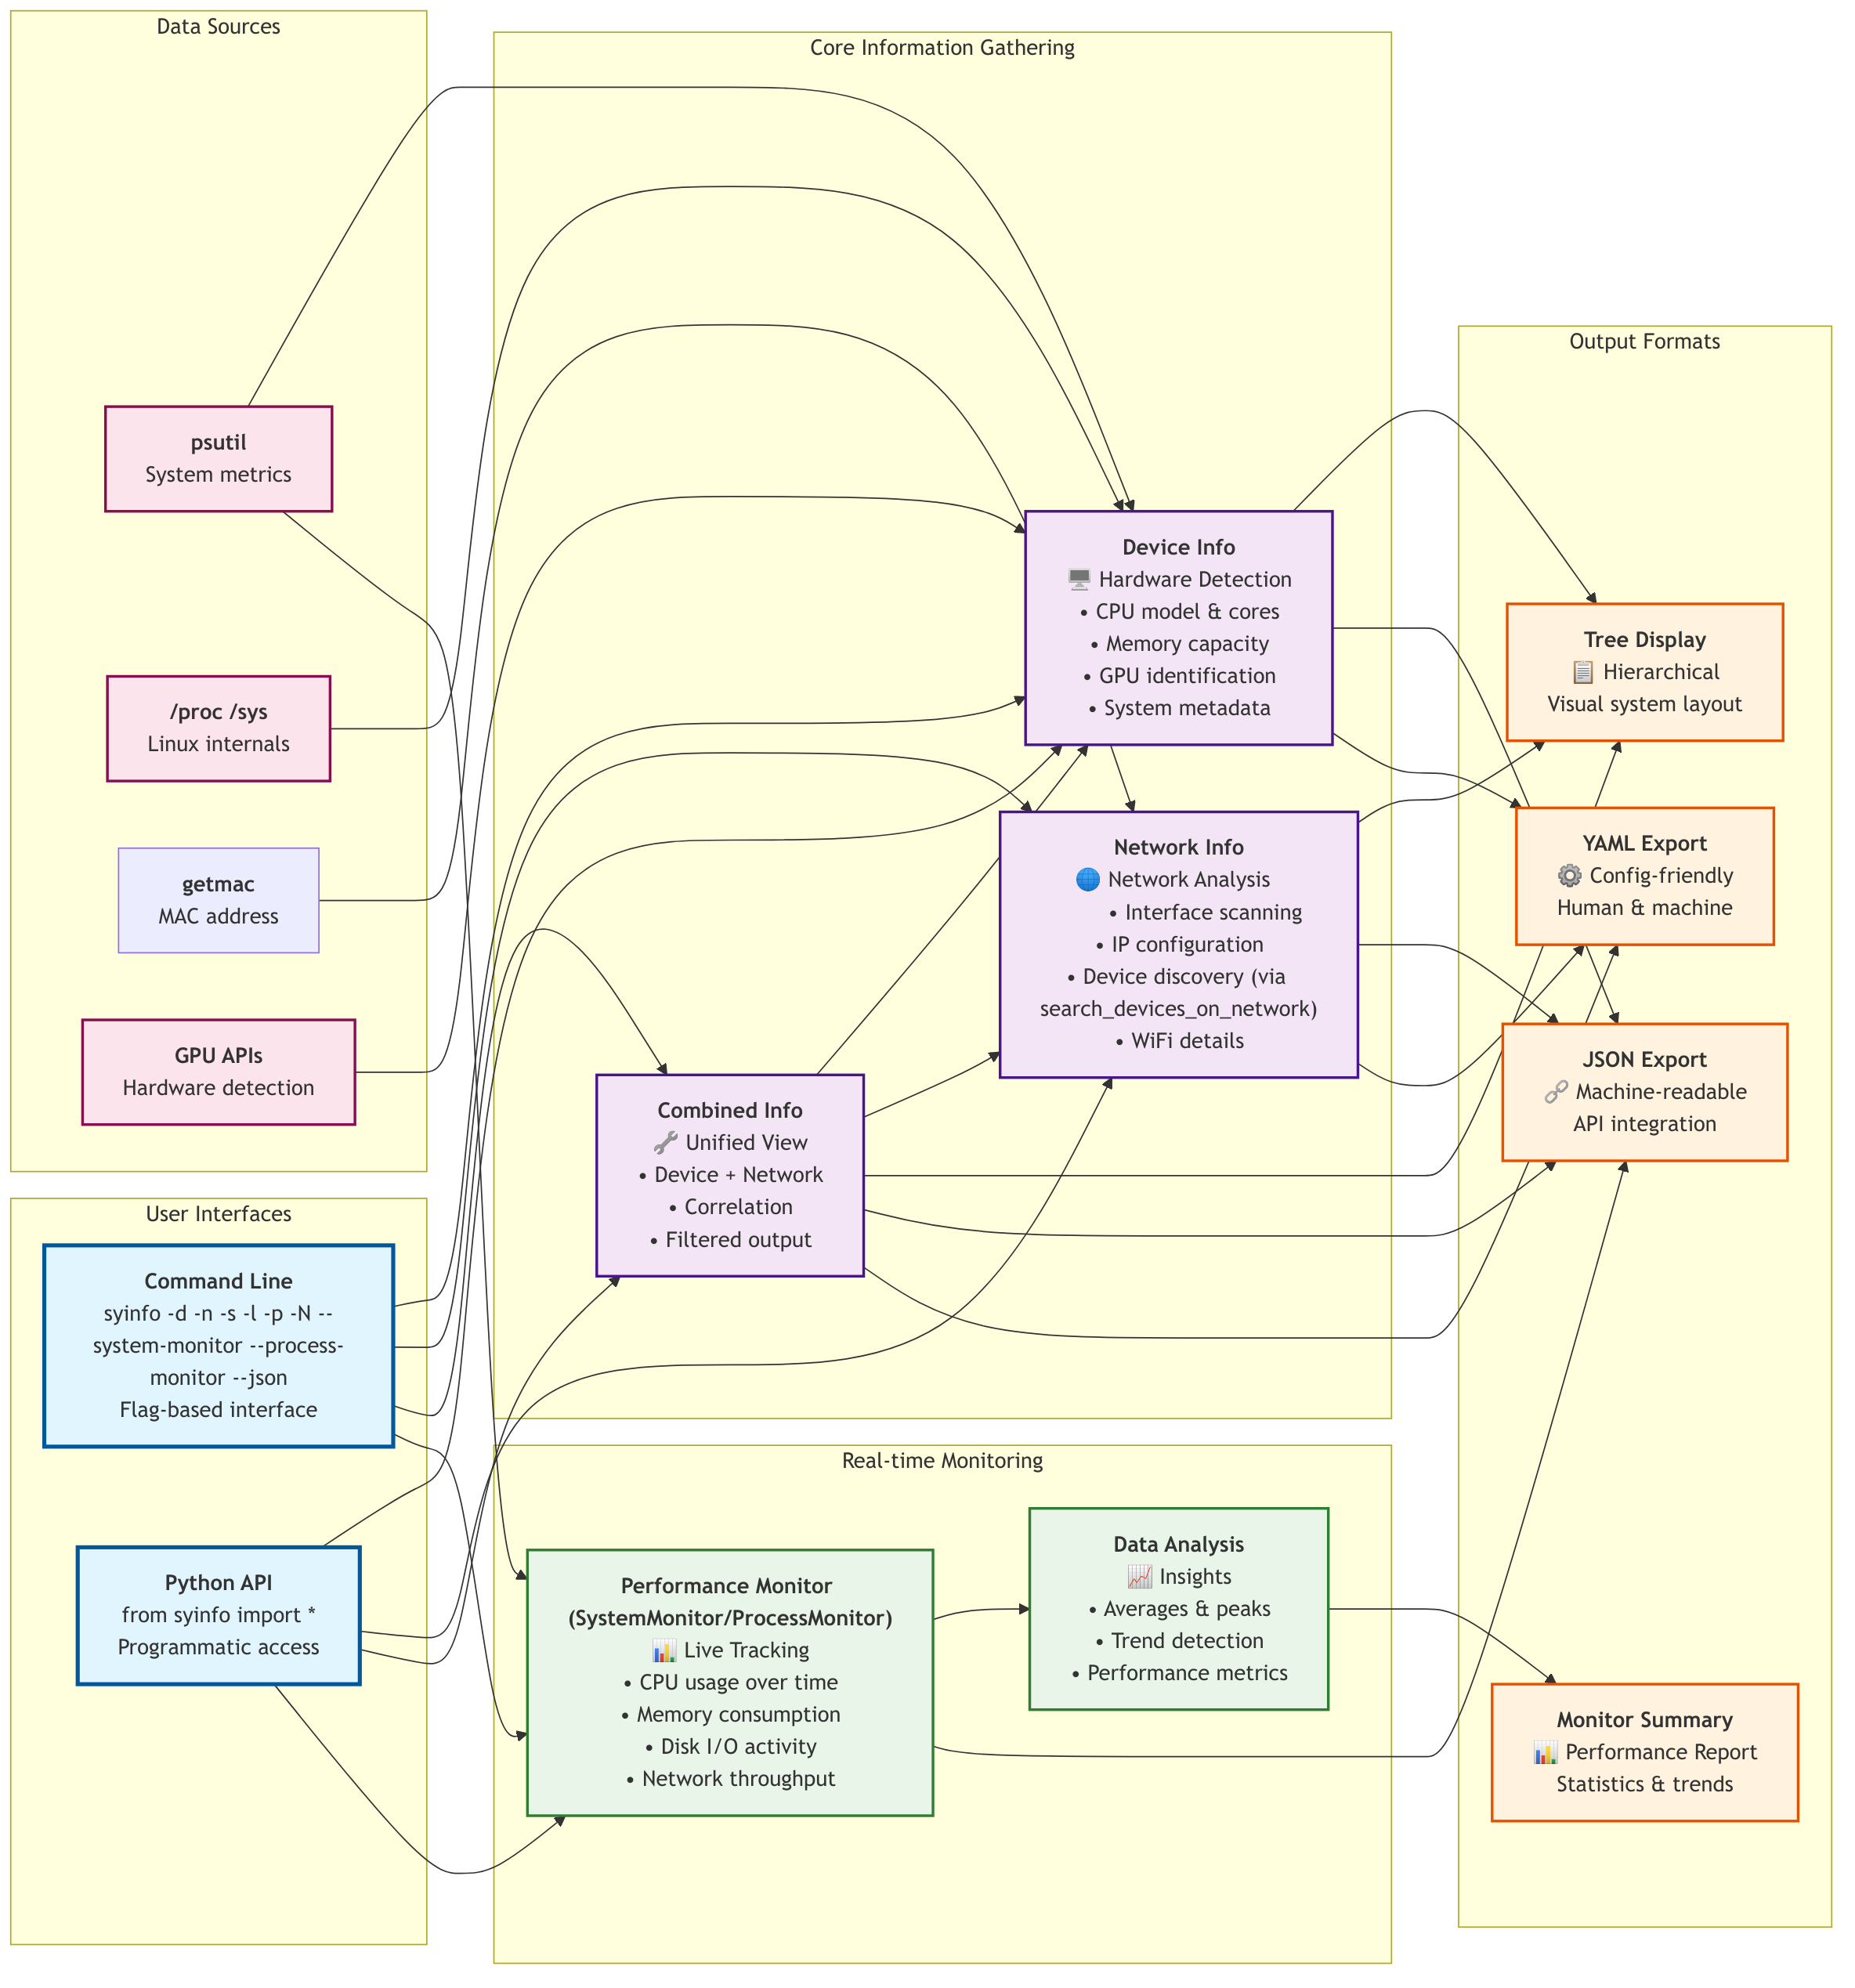 Data Sources
psutil
System metrics
/proc /sys
Linux internals
getmac
MAC address
GPU APIs
Hardware detection
User Interfaces
Command Line
syinfo -d -n -s -l -p -N --
system-monitor --process-
monitor --json
Flag-based interface
Python API
from syinfo import *
Programmatic access
Core Information Gathering
Device Info
🖥️ Hardware Detection
• CPU model & cores
• Memory capacity
• GPU identification
• System metadata
Network Info
🌐 Network Analysis
• Interface scanning
• IP configuration
• Device discovery (via
search_devices_on_network)
• WiFi details
Combined Info
🔧 Unified View
• Device + Network
• Correlation
• Filtered output
Real-time Monitoring
Performance Monitor
(SystemMonitor/ProcessMonitor)
📊 Live Tracking
• CPU usage over time
• Memory consumption
• Disk I/O activity
• Network throughput
Data Analysis
📈 Insights
• Averages & peaks
• Trend detection
• Performance metrics
Output Formats
Tree Display
📋 Hierarchical
Visual system layout
YAML Export
⚙️ Config-friendly
Human & machine
JSON Export
🔗 Machine-readable
API integration
Monitor Summary
📊 Performance Report
Statistics & trends